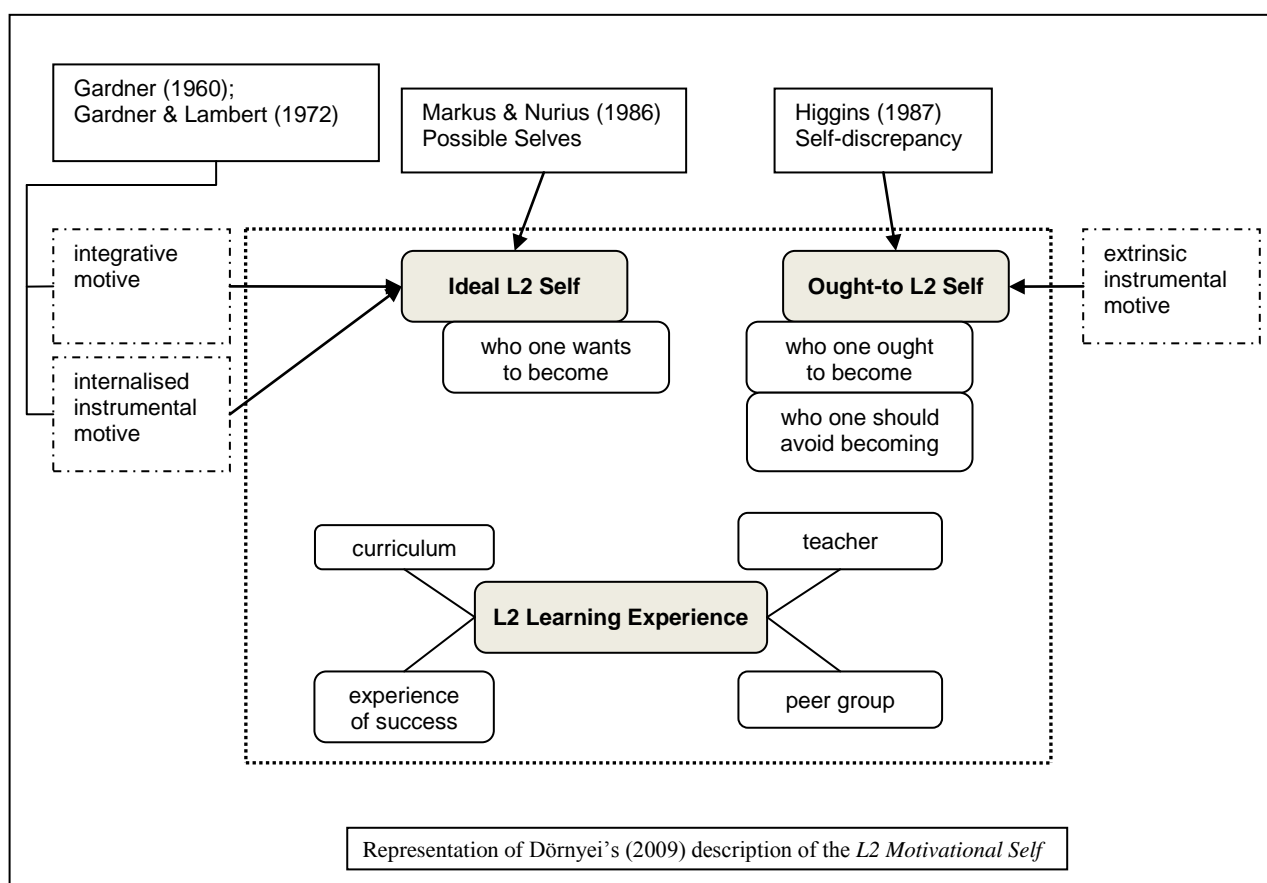 Gardner (1960);
Gardner & Lambert (1972)
Markus & Nurius (1986)
Possible Selves
Higgins (1987)
Self-discrepancy
integrative
motive
internalised
instrumental
motive
Ideal L2 Self
who one wants
to become
Ought-to L2 Self
who one ought
to become
who one should
avoid becoming
extrinsic
instrumental
motive
curriculum
teacher
L2 Learning Experience
experience
of success
peer group
Representation of Dörnyei’s (2009) description of the L2 Motivational Self